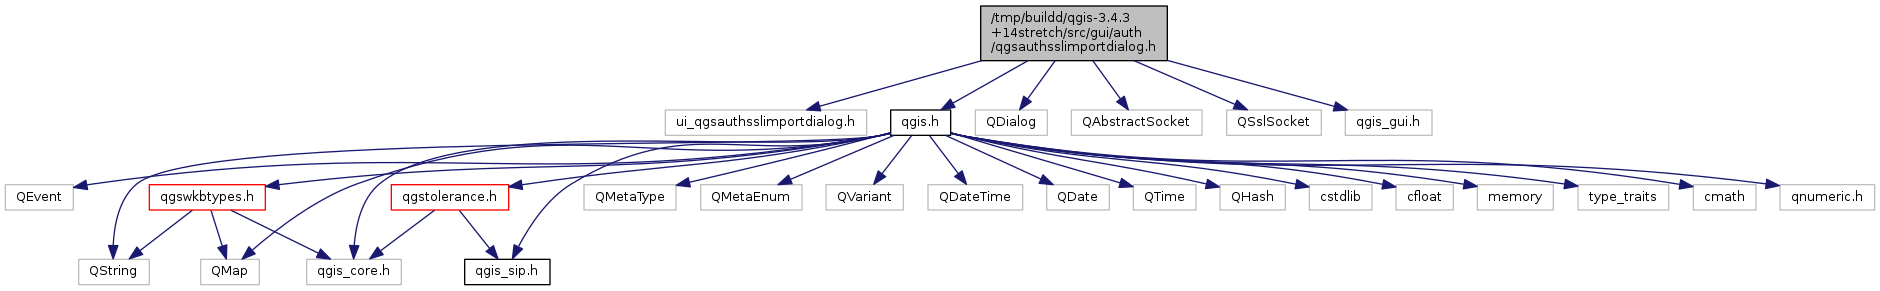 /tmp/buildd/qgis-3.4.3
+14stretch/src/gui/auth
/qgsauthsslimportdialog.h
ui_qgsauthsslimportdialog.h
qgis.h
QDialog
QAbstractSocket
QSslSocket
qgis_gui.h
QEvent
qgswkbtypes.h
qgstolerance.h
QMetaType
QMetaEnum
QVariant
QDateTime
QDate
QTime
QHash
cstdlib
cfloat
memory
type_traits
cmath
qnumeric.h
QString
QMap
qgis_core.h
qgis_sip.h